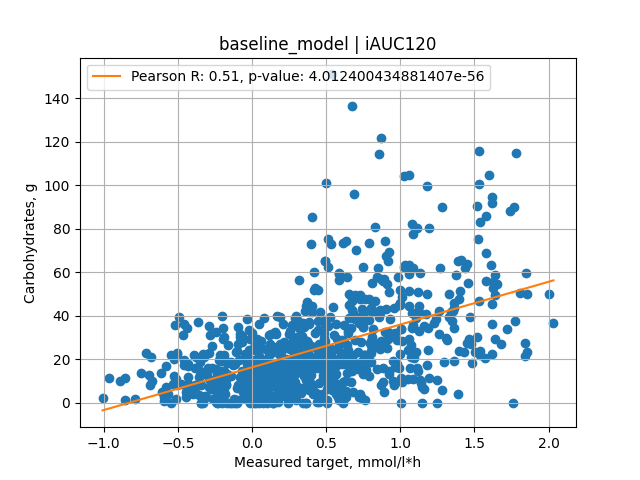 baseline_model | iAUC120
Pearson R: 0.51, p-value: 4.012400434881407e-56
Carbohydrates, g
140
120
100
80
60
40
20
0
−1.0 −0.5 0.0 0.5 1.0 1.5 2.0
Measured target, mmol/l*h